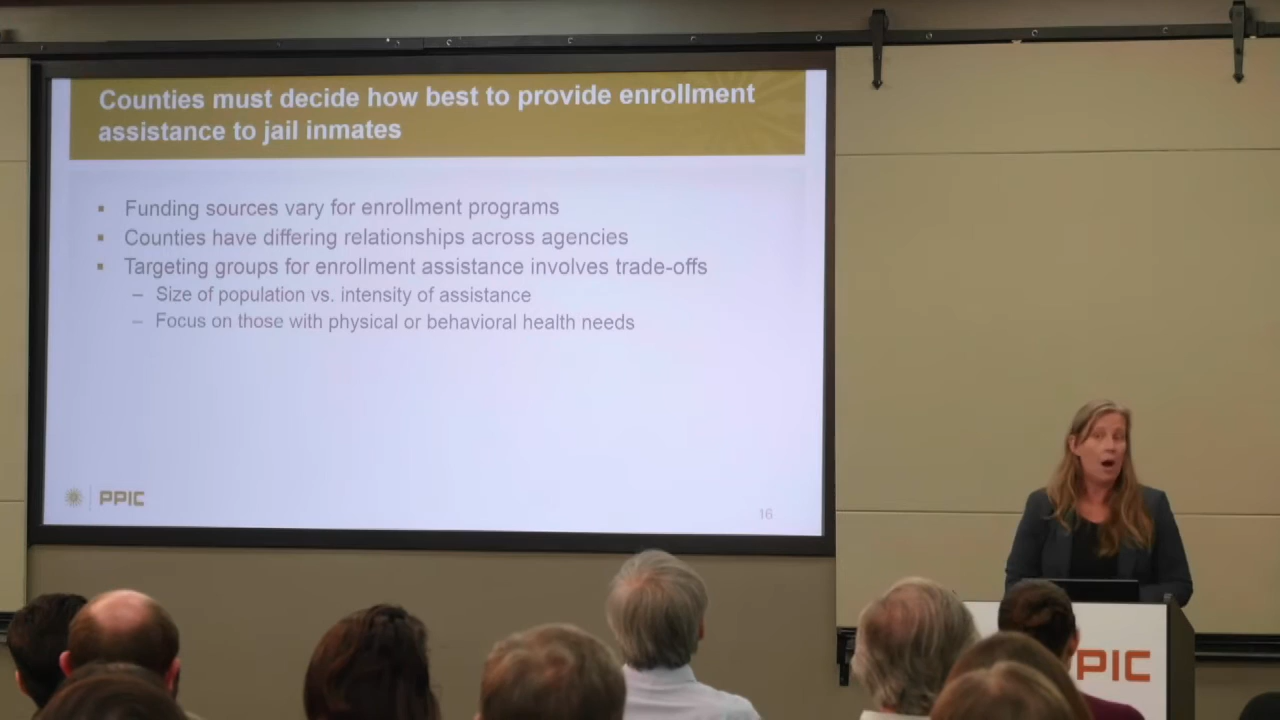 Counties must decide how best to provide enrollment
assistance to jail inmates
▪ Funding sources vary for enrollment programs
▪ Counties have differing relationships across agencies
▪ Targeting groups for enrollment assistance involves trade-offs
– Size of population vs. intensity of assistance
– Focus on those with physical or behavioral health needs
PPIC
16
PPIC